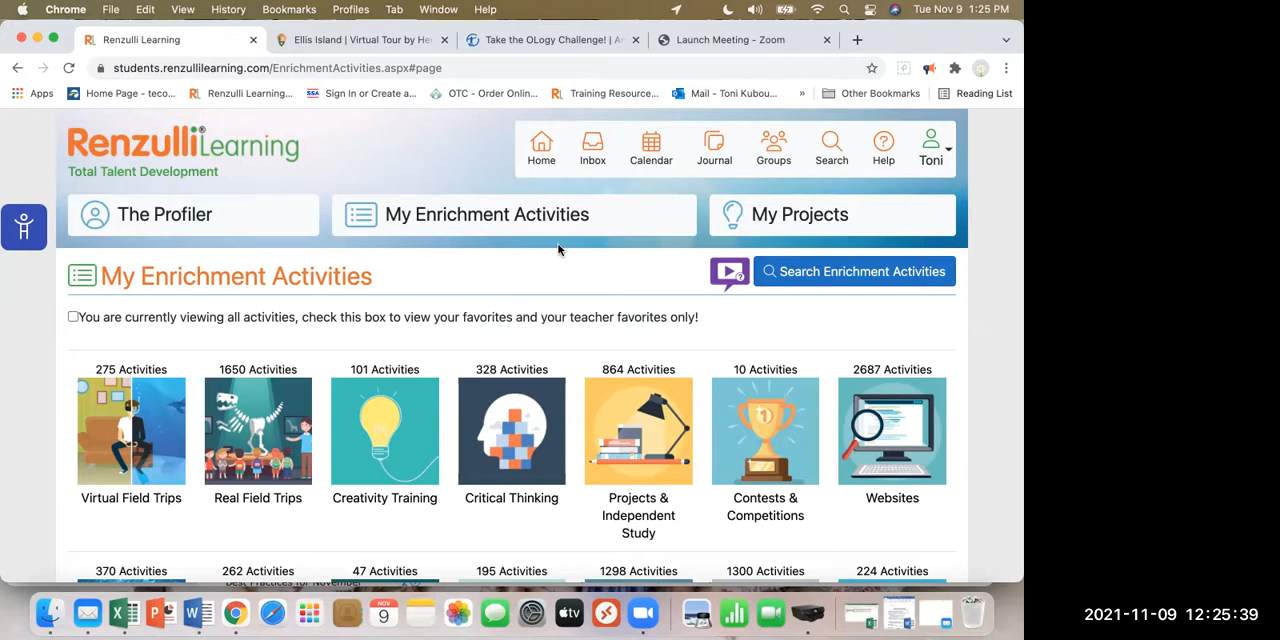 Chrome File Edit View History Bookmarks Profiles Tab Window Help Tue Nov 9 1:25 PM
Renzulli Learning Ellis Island | Virtual Tour by He Take the OLogy Challenge! | A Launch Meeting - Zoom
students.renzullilearning.com/EnrichmentActivities.aspx#page
Apps Home Page - teco... Renzulli Learning... Sign In or Create a... OTC - Order Onlin... Training Resource... Mail - Toni Kubou... » Other Bookmarks Reading List
Renzulli® Learning
Total Talent Development
Home Inbox Calendar Journal Groups Search Help Toni
The Profiler My Enrichment Activities My Projects
My Enrichment Activities Search Enrichment Activities
You are currently viewing all activities, check this box to view your favorites and your teacher favorites only!
275 Activities 1650 Activities 101 Activities 328 Activities 864 Activities 10 Activities 2687 Activities
Virtual Field Trips Real Field Trips Creativity Training Critical Thinking Projects & Independent Study Contests & Competitions Websites
370 Activities 262 Activities 47 Activities 195 Activities 1298 Activities 1300 Activities 224 Activities
Best Practices for November
NOV
9
tv
2021-11-09 12:25:39